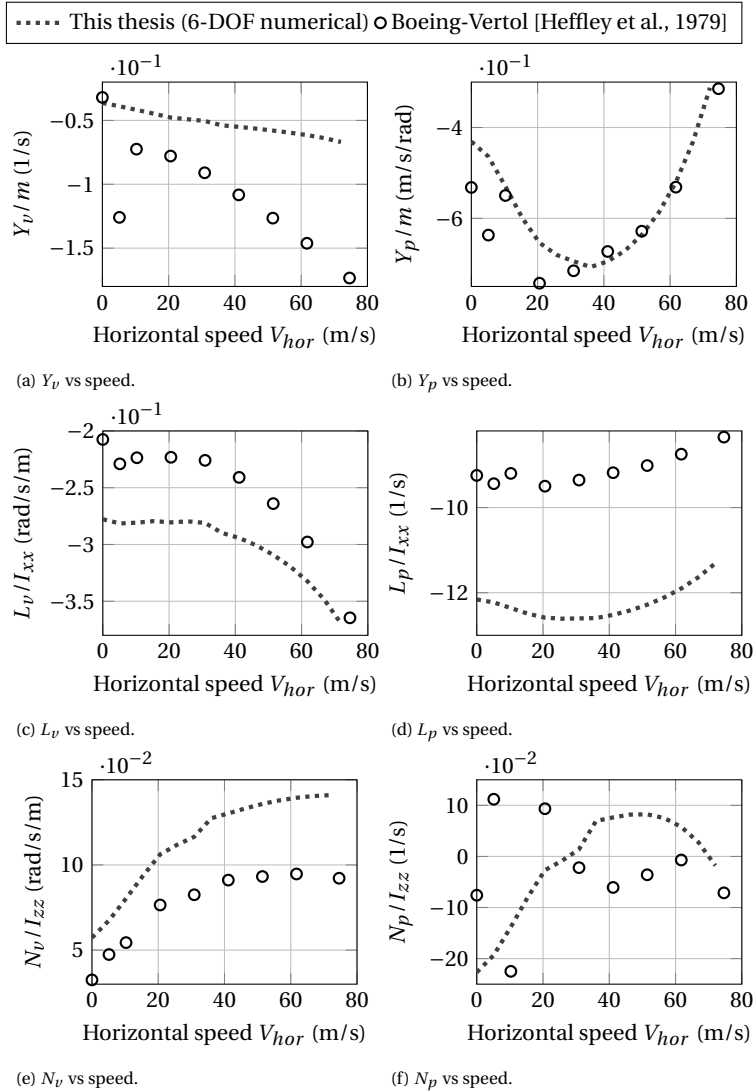 This thesis (6-DOF numerical) Boeing-Vertol [Heffley et al., 1979]
·10⁻¹
−0.5
−1
−1.5
Y_v/m (1/s)
0 20 40 60 80
Horizontal speed V_hor (m/s)
(a) Y_v vs speed.
·10⁻¹
−4
−6
Y_p/m (m/s/rad)
0 20 40 60 80
Horizontal speed V_hor (m/s)
(b) Y_p vs speed.
·10⁻¹
−2
−2.5
−3
−3.5
L_v/I_xx (rad/s/m)
0 20 40 60 80
Horizontal speed V_hor (m/s)
(c) L_v vs speed.
−10
−12
L_p/I_xx (1/s)
0 20 40 60 80
Horizontal speed V_hor (m/s)
(d) L_p vs speed.
·10⁻²
15
10
5
N_v/I_zz (rad/s/m)
0 20 40 60 80
Horizontal speed V_hor (m/s)
(e) N_v vs speed.
·10⁻²
10
0
−10
−20
N_p/I_zz (1/s)
0 20 40 60 80
Horizontal speed V_hor (m/s)
(f) N_p vs speed.